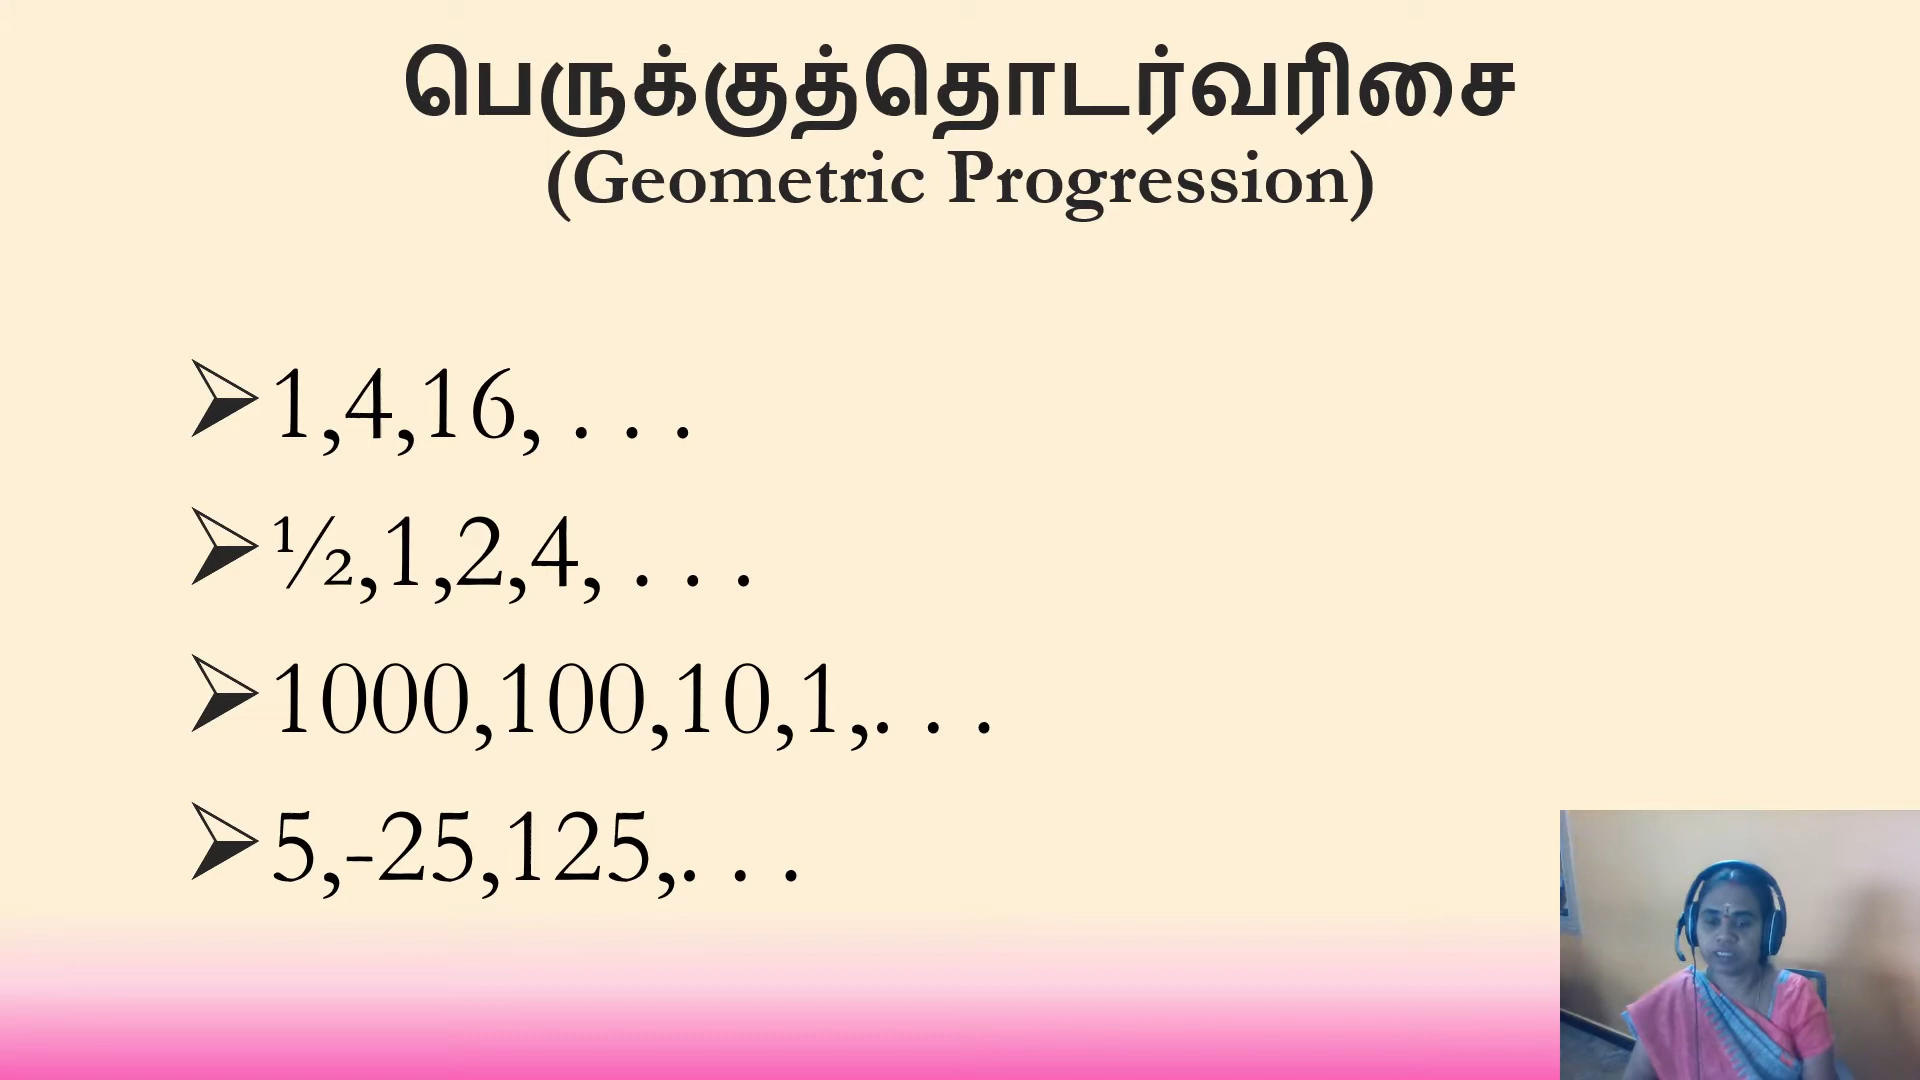 பெருக்குத்தொடர்வரிசை
(Geometric Progression)
➢1,4,16, . . .
➢½,1,2,4, . . .
➢1000,100,10,1,. . .
➢5,-25,125,. . .